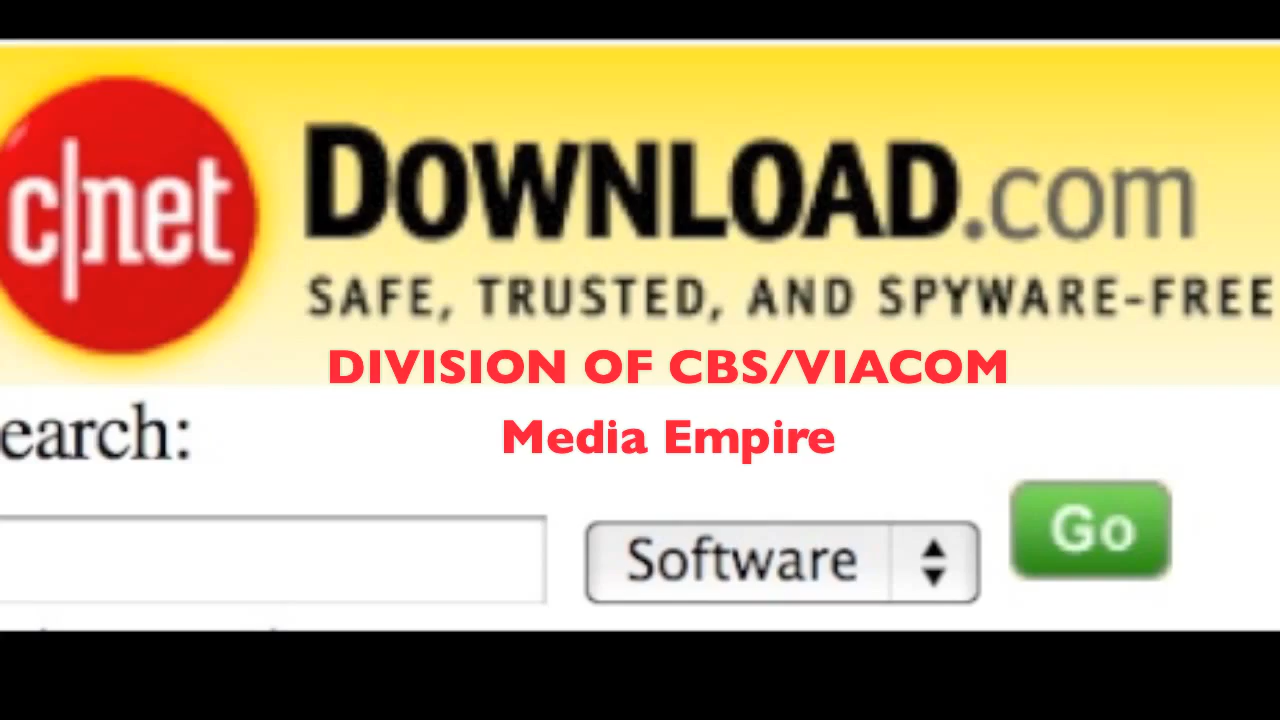 c|net
DOWNLOAD.com
SAFE, TRUSTED, AND SPYWARE-FREE
DIVISION OF CBS/VIACOM
Media Empire
earch:
Software
Go